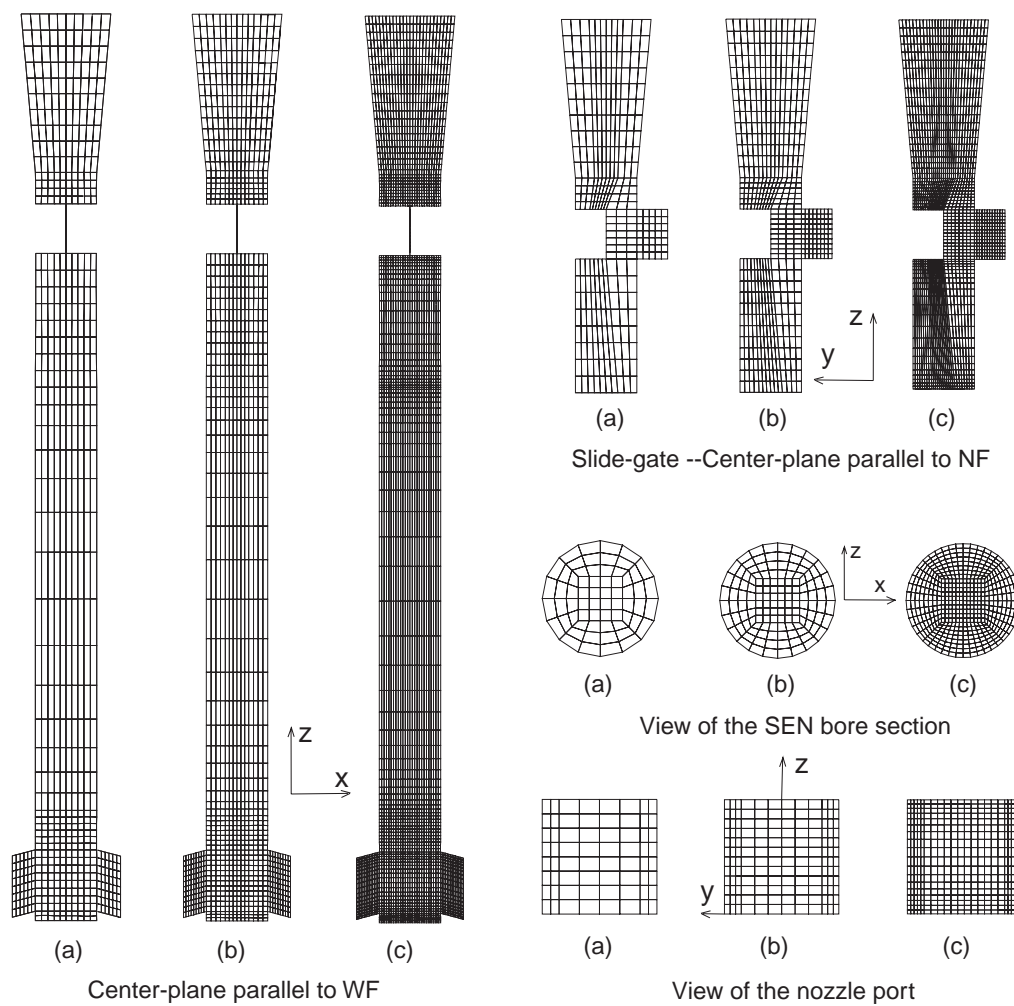 z
x
(a)
(b)
(c)
Center-plane parallel to WF
z
y
(a)
(b)
(c)
Slide-gate --Center-plane parallel to NF
z
x
(a)
(b)
(c)
View of the SEN bore section
z
y
(a)
(b)
(c)
View of the nozzle port